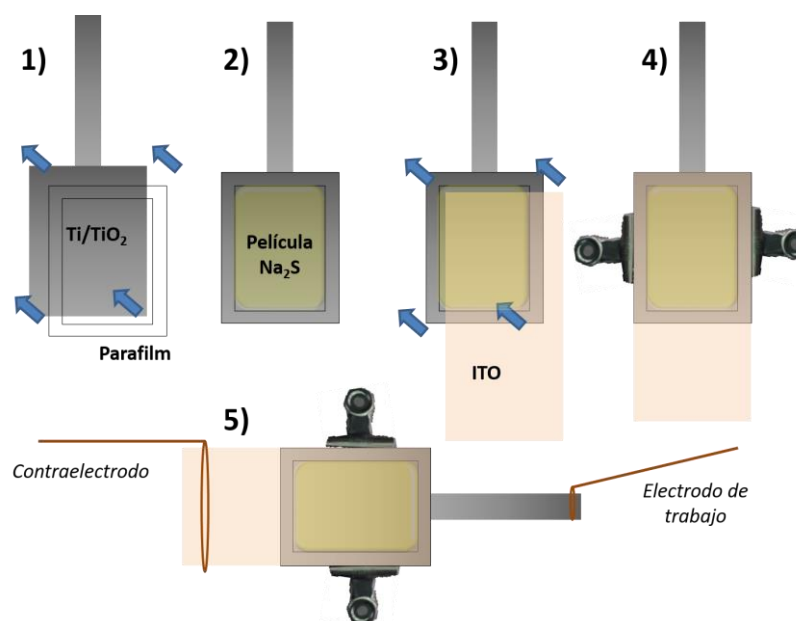 1)
2)
3)
4)
Ti/TiO₂
Película
Na₂S
Parafilm
ITO
5)
Contraelectrodo
Electrodo de
trabajo